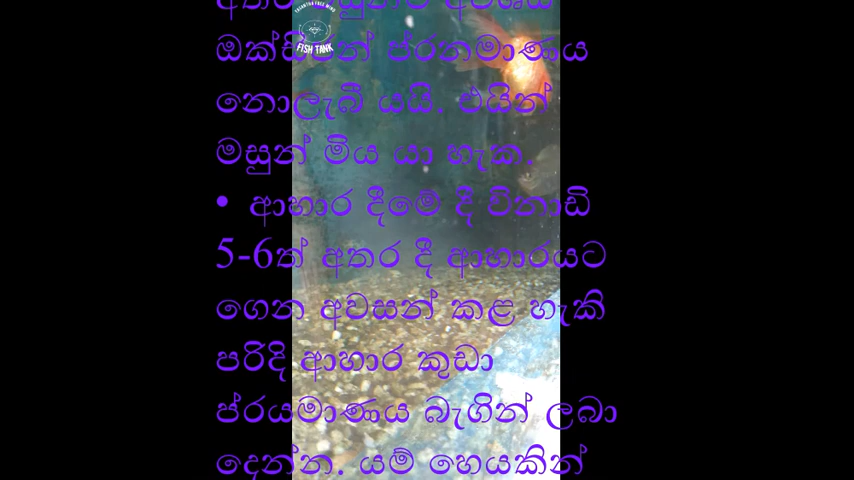 ඔක්සිජන් ප්රනමාණය
නොලැබී යයි. එයින්
මසුන් මිය යා හැක.
• ආහාර දීමේ දී විනාඩි
5-6ත් අතර දී ආහාරයට
ගෙන අවසන් කළ හැකි
පරිදි ආහාර කුඩා
ප්රයමාණය බැගින් ලබා
දෙන්න. යම් හෙයකින්
FISH TANK